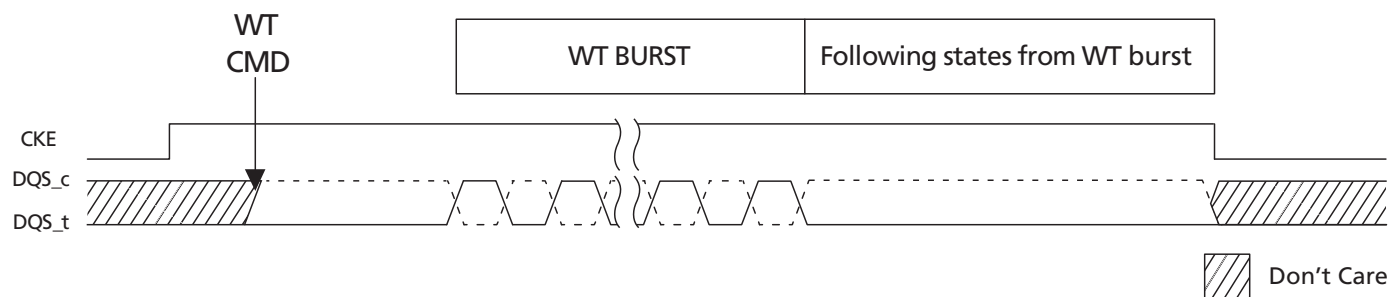 WT
CMD
WT BURST
Following states from WT burst
CKE
DQS_c
DQS_t
Don't Care